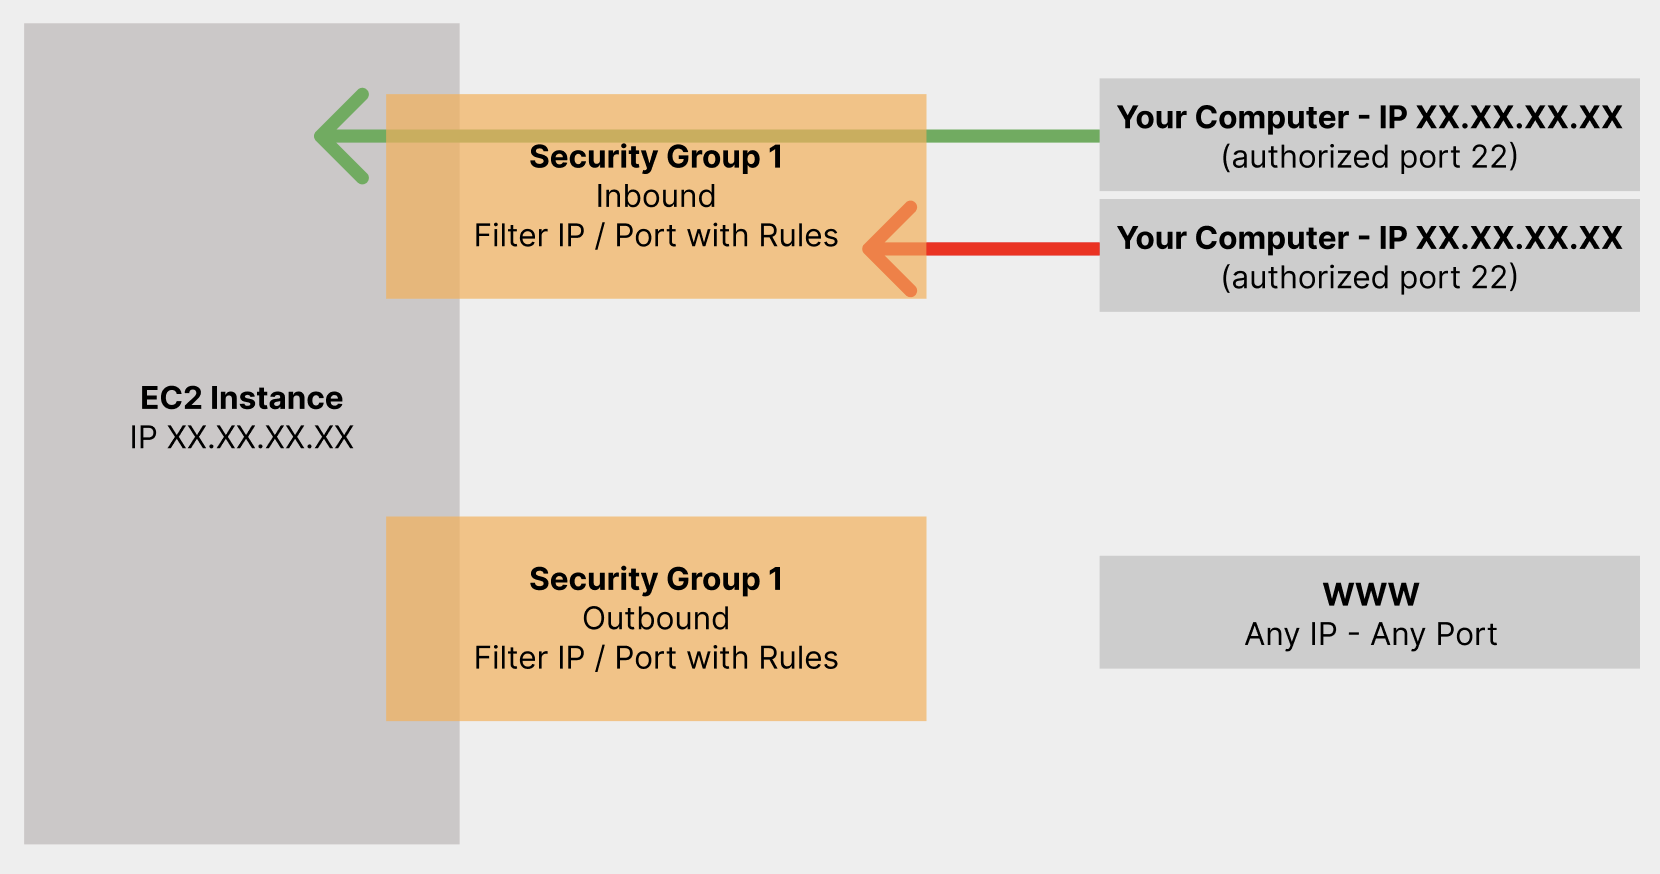 Your Computer - IP XX.XX.XX.XX
(authorized port 22)
Security Group 1
Inbound
Filter IP / Port with Rules
Your Computer - IP XX.XX.XX.XX
(authorized port 22)
EC2 Instance
IP XX.XX.XX.XX
Security Group 1
Outbound
Filter IP / Port with Rules
WWW
Any IP - Any Port